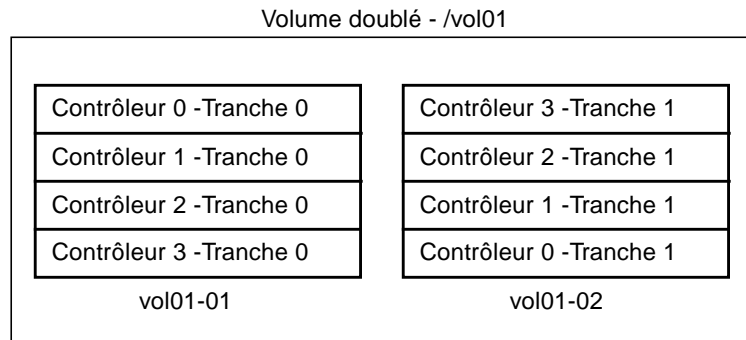 Volume doublé - /vol01
Contrôleur 0 -Tranche 0
Contrôleur 1 -Tranche 0
Contrôleur 2 -Tranche 0
Contrôleur 3 -Tranche 0
vol01-01
Contrôleur 3 -Tranche 1
Contrôleur 2 -Tranche 1
Contrôleur 1 -Tranche 1
Contrôleur 0 -Tranche 1
vol01-02